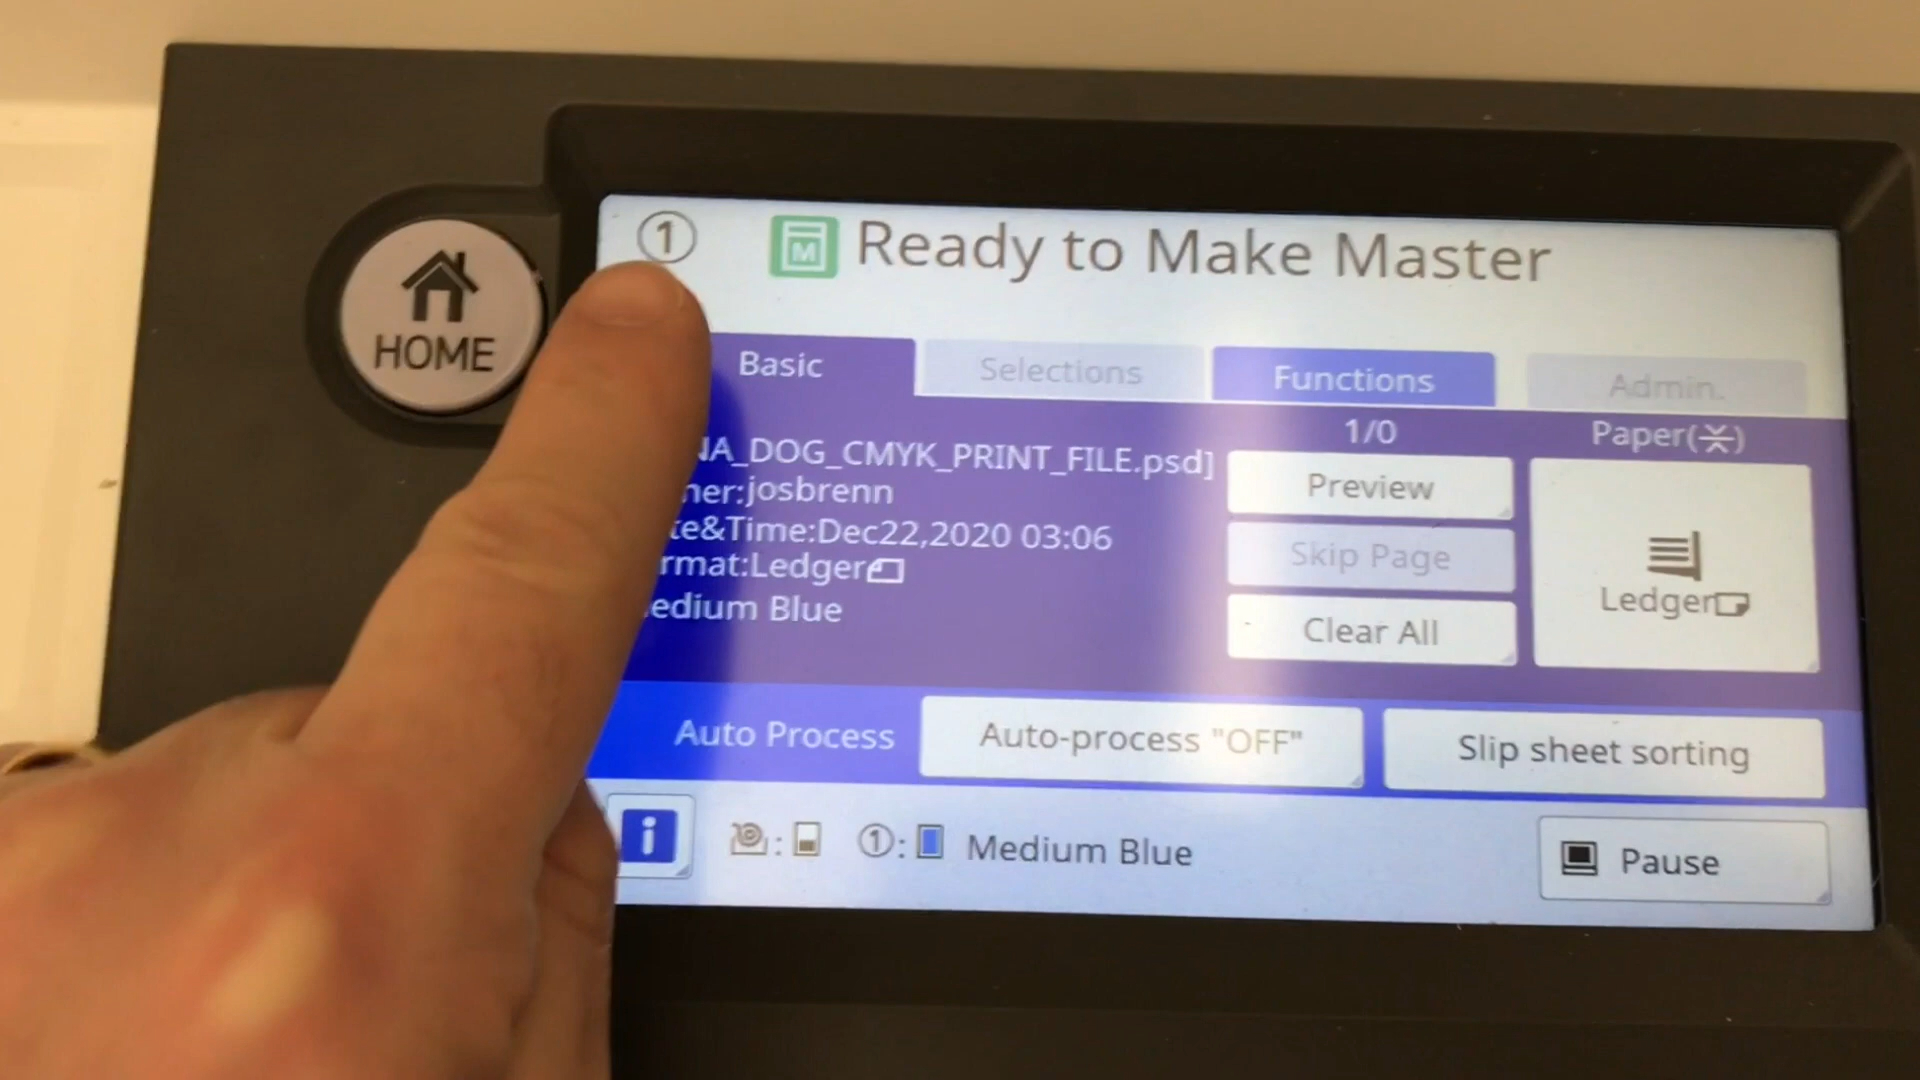 HOME
① Ready to Make Master
Basic
Selections
Functions
Admin.
NA_DOG_CMYK_PRINT_FILE.psd]
ner:josbrenn
te&Time:Dec22,2020 03:06
rmat:Ledger
edium Blue
1/0
Preview
Skip Page
Clear All
Paper( )
Ledger
Auto Process
Auto-process "OFF"
Slip sheet sorting
i
: ①: Medium Blue
Pause